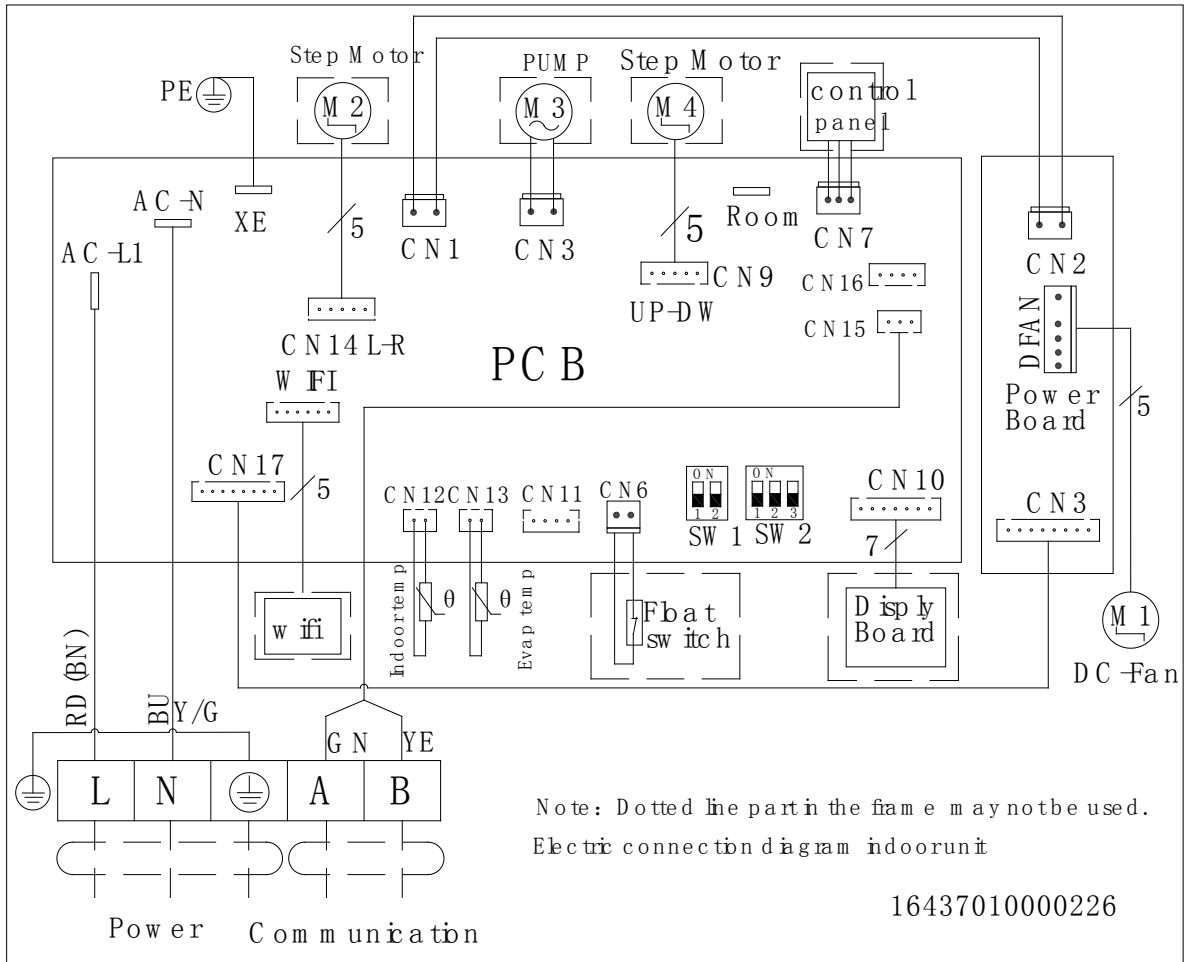 Step Motor
PUMP
Step Motor
PE
M2
M3
M4
control
panel
AC-N
XE
5
CN1
CN3
5
Room
CN7
CN2
AC-L1
CN9
CN16
UP-DW
CN15
DFAN
CN14 L-R
PCB
WIFI
Power
Board
5
CN17
5
CN12
CN13
CN11
CN6
ON
1 2
SW1
ON
1 2 3
SW2
CN10
7
CN3
Indoor temp
θ
Evap temp
θ
wifi
Float
switch
Disply
Board
M1
DC-Fan
RD (BN)
BU
Y/G
GN
YE
L
N
A
B
Note: Dotted line part in the frame may not be used.
Electric connection diagram indoor unit
16437010000226
Power
Communication